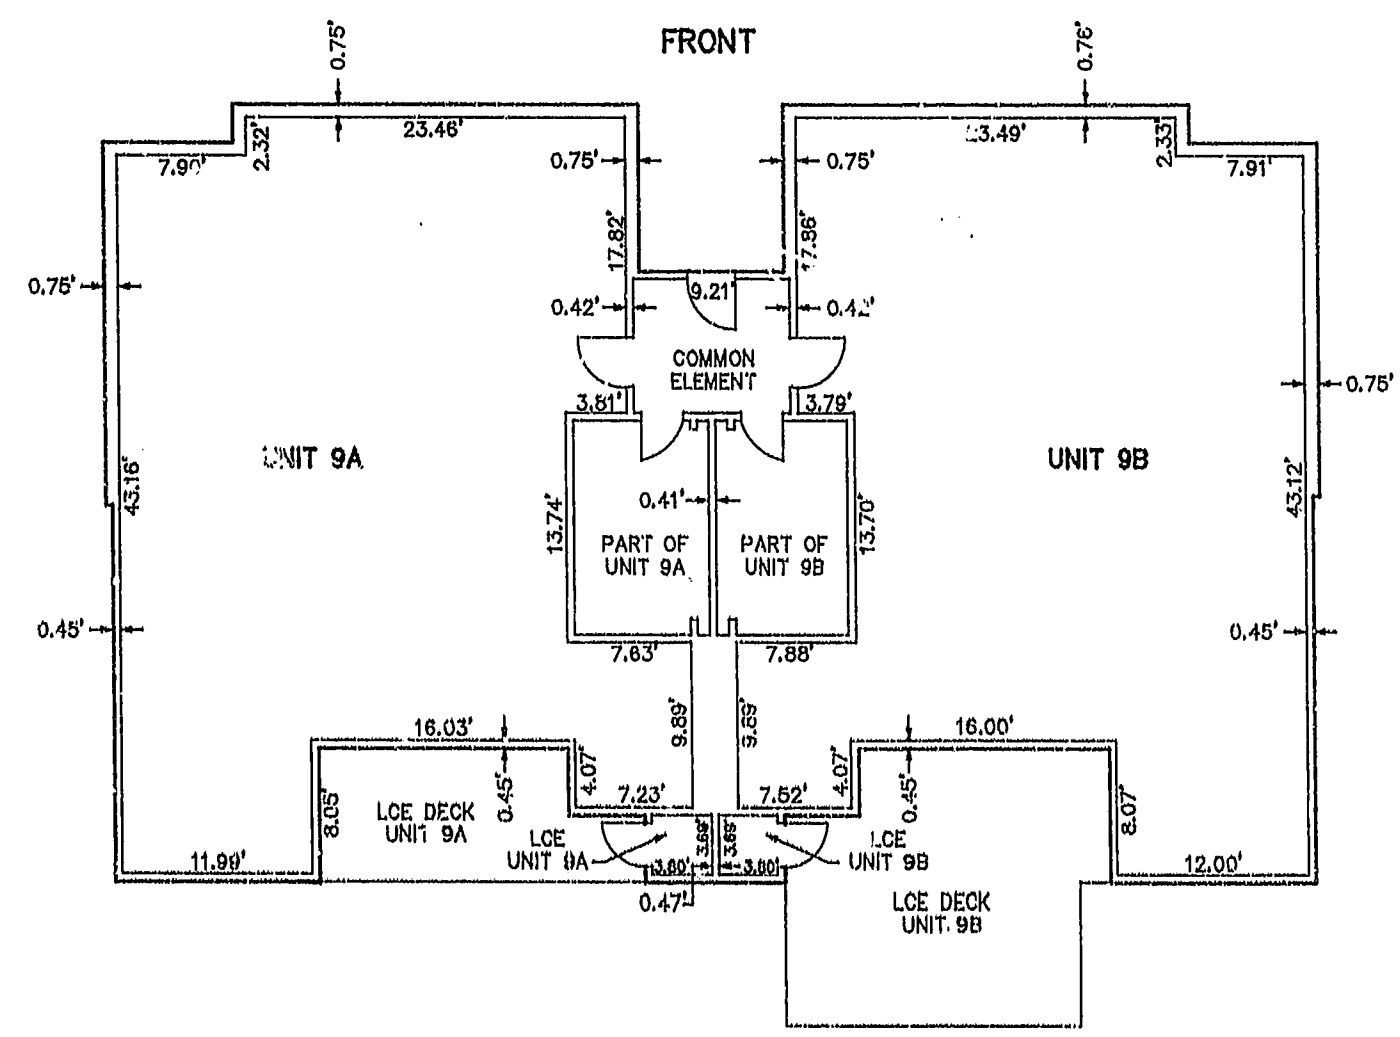 FRONT
0.75'
0.76'
23.46'
7.90'
2.32'
0.75'
0.75'
2.33'
7.91'
17.82'
17.86'
0.75'
0.42'
9.21'
COMMON
ELEMENT
0.75'
3.81'
3.79'
UNIT 9A
UNIT 9B
43.16'
13.74'
0.41'
13.70'
43.12'
PART OF
UNIT 9A
PART OF
UNIT 9B
0.45'
0.45'
7.63'
7.88'
9.89'
9.89'
16.03'
16.00'
8.05'
0.45'
4.07'
7.23'
7.52'
4.07'
0.45'
8.07'
LCE DECK
UNIT 9A
LCE
UNIT 9A
3.69'
3.69'
LCE
UNIT 9B
11.99'
3.60'
3.60'
12.00'
0.47'
LCE DECK
UNIT 9B